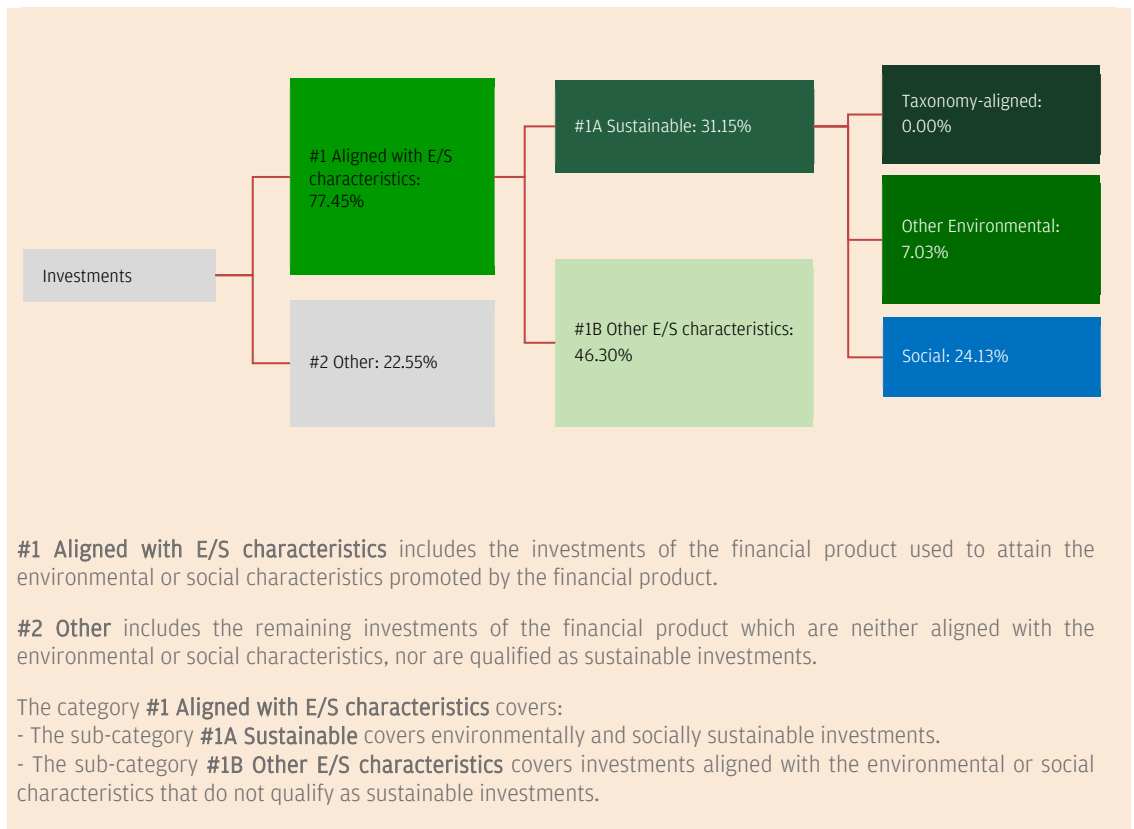 Investments
#1 Aligned with E/S
characteristics:
77.45%
#2 Other: 22.55%
#1A Sustainable: 31.15%
#1B Other E/S characteristics:
46.30%
Taxonomy-aligned:
0.00%
Other Environmental:
7.03%
Social: 24.13%
#1 Aligned with E/S characteristics includes the investments of the financial product used to attain the
environmental or social characteristics promoted by the financial product.
#2 Other includes the remaining investments of the financial product which are neither aligned with the
environmental or social characteristics, nor are qualified as sustainable investments.
The category #1 Aligned with E/S characteristics covers:
- The sub-category #1A Sustainable covers environmentally and socially sustainable investments.
- The sub-category #1B Other E/S characteristics covers investments aligned with the environmental or social
characteristics that do not qualify as sustainable investments.